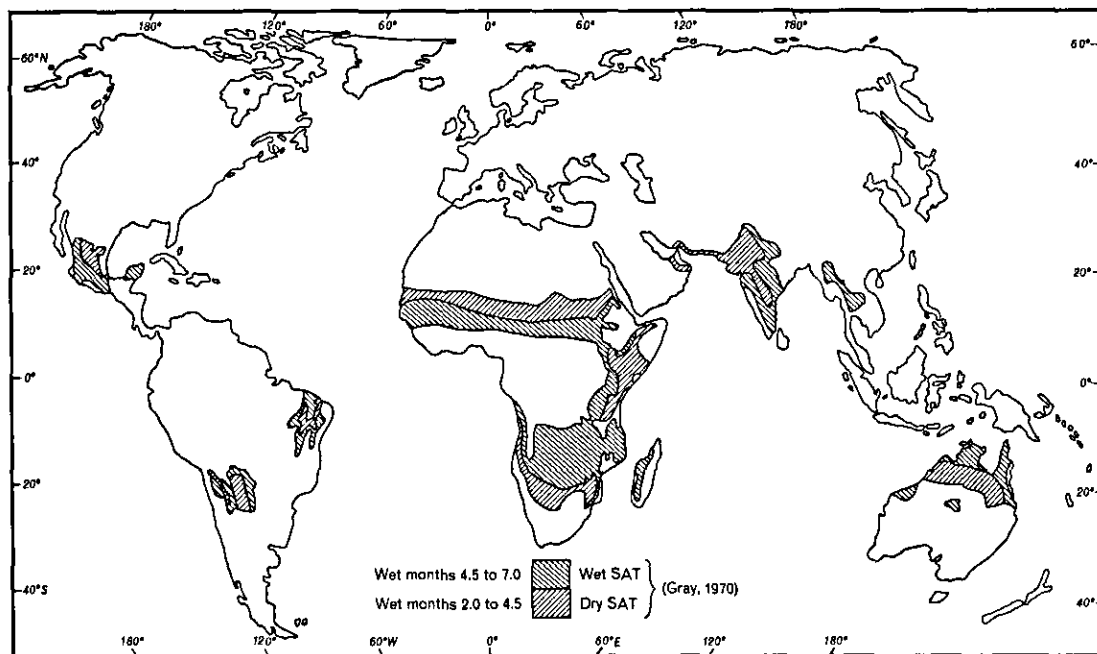 180° 120° 0° 60° 120° 180°
60°N 60°
40° 40°
20° 20°
0° 0°
20° 20°
Wet months 4.5 to 7.0 Wet SAT (Gray, 1970)
Wet months 2.0 to 4.5 Dry SAT
40°S 40°
180° 120° 60°W 0° 60°E 120° 180°